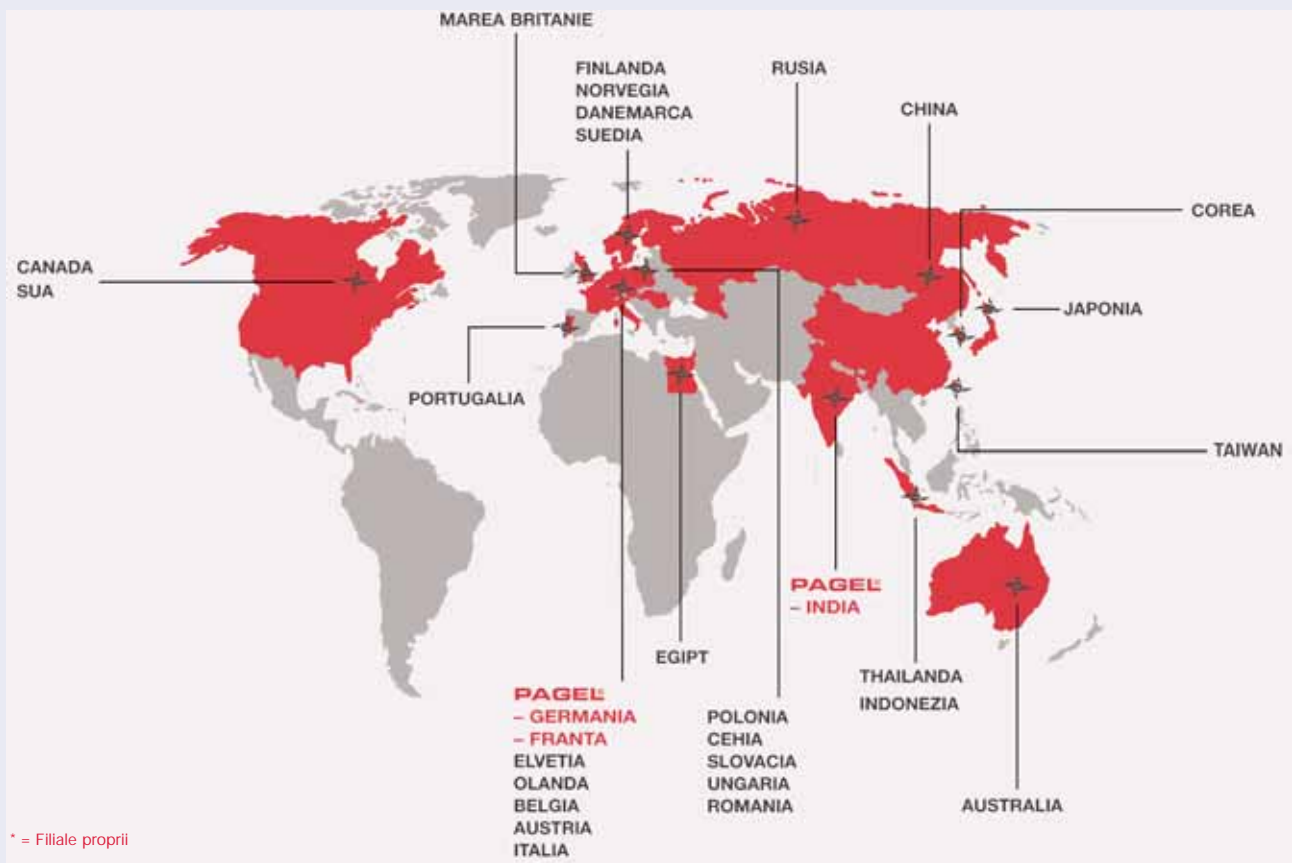 MAREA BRITANIE
FINLANDA
NORVEGIA
DANEMARCA
SUEDIA
RUSIA
CHINA
COREA
CANADA
SUA
JAPONIA
PORTUGALIA
TAIWAN
PAGEL®
– INDIA
EGIPT
THAILANDA
INDONEZIA
PAGEL®
– GERMANIA
– FRANTA
ELVETIA
OLANDA
BELGIA
AUSTRIA
ITALIA
POLONIA
CEHIA
SLOVACIA
UNGARIA
ROMANIA
AUSTRALIA
* = Filiale proprii